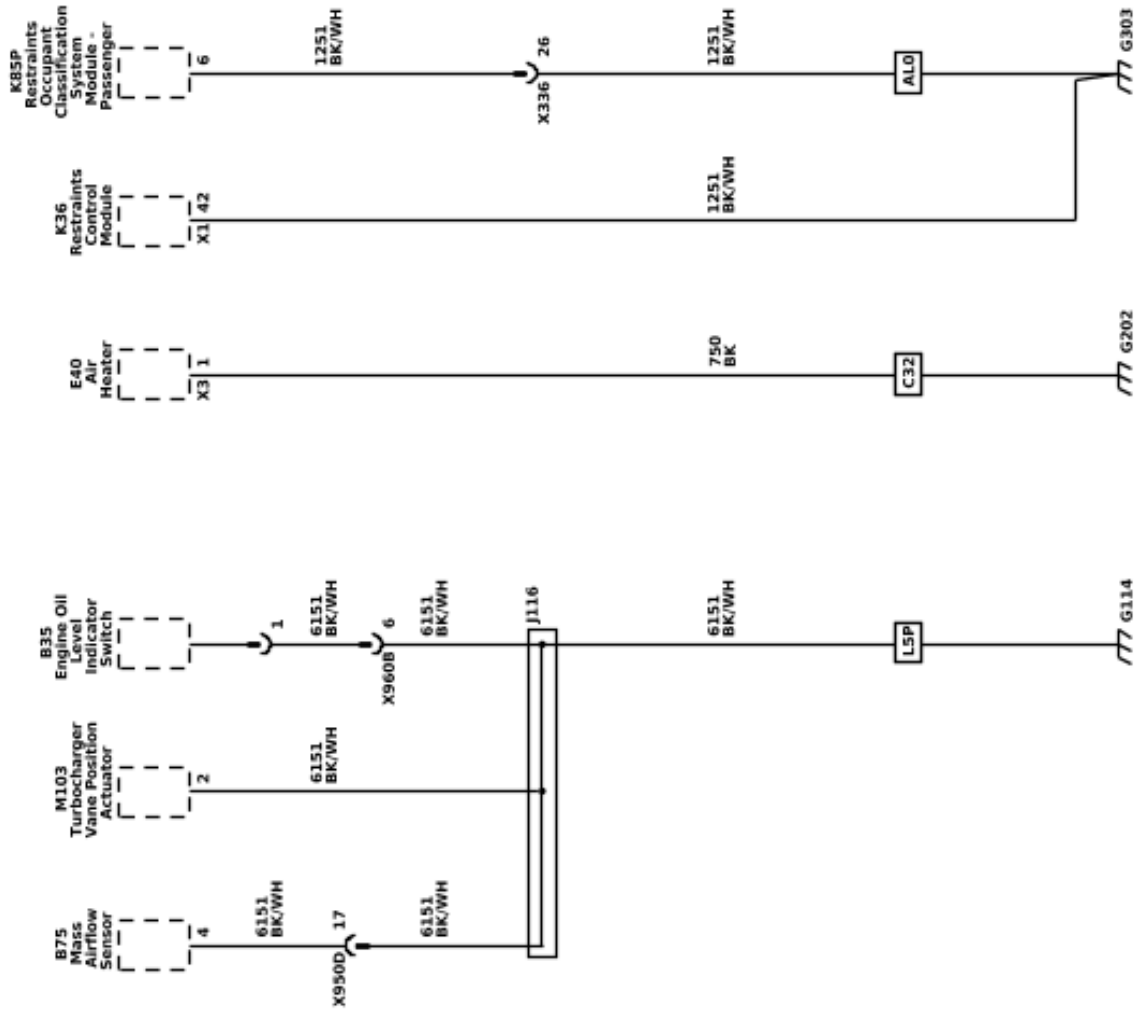 B75
Mass
Airflow
Sensor
4
6151
BK/WH
X950D
17
6151
BK/WH
M103
Turbocharger
Vane Position
Actuator
2
6151
BK/WH
B35
Engine Oil
Level
Indicator
Switch
1
6151
BK/WH
X960B
6
6151
BK/WH
J116
6151
BK/WH
L5P
G114
E40
Air
Heater
X3
1
750
BK
C32
G202
K36
Restraints
Control
Module
X1
42
1251
BK/WH
K85P
Restraints
Occupant
Classification
System
Module -
Passenger
6
1251
BK/WH
X336
26
1251
BK/WH
AL0
G303